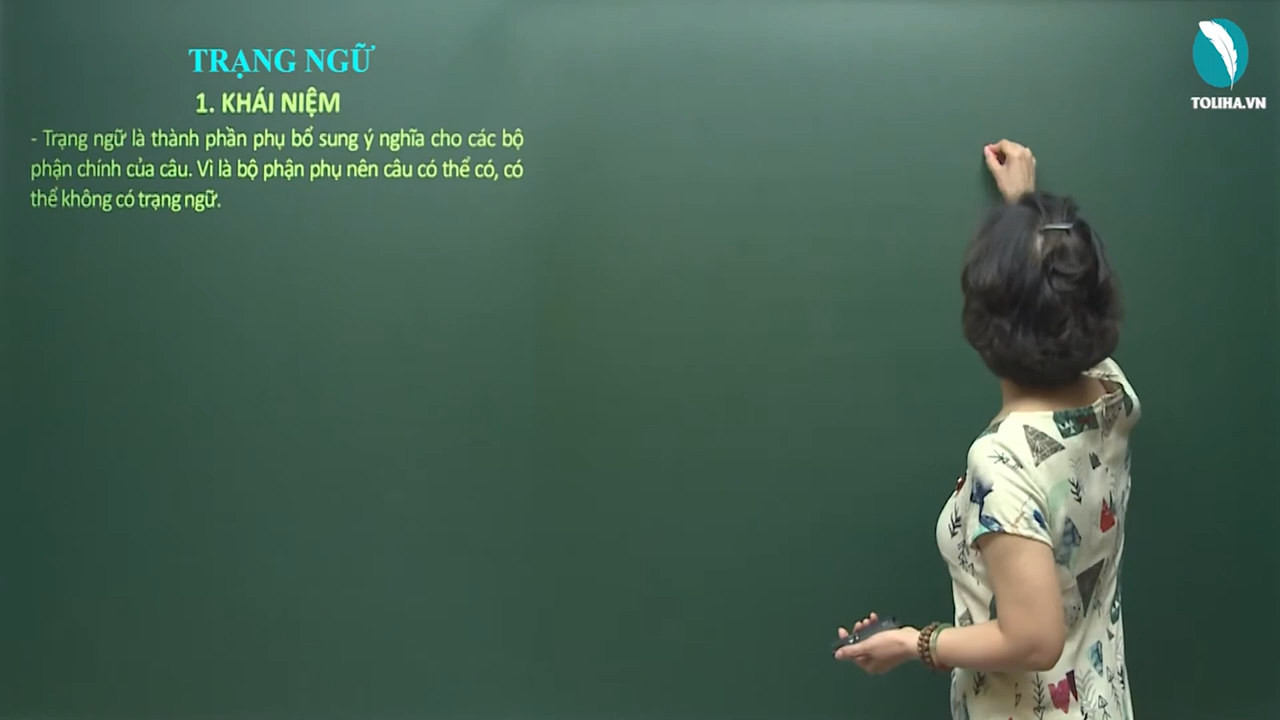 TRẠNG NGỮ
1. KHÁI NIỆM
- Trạng ngữ là thành phần phụ bổ sung ý nghĩa cho các bộ
phận chính của câu. Vì là bộ phận phụ nên câu có thể có, có
thể không có trạng ngữ.
TOLIHA.VN